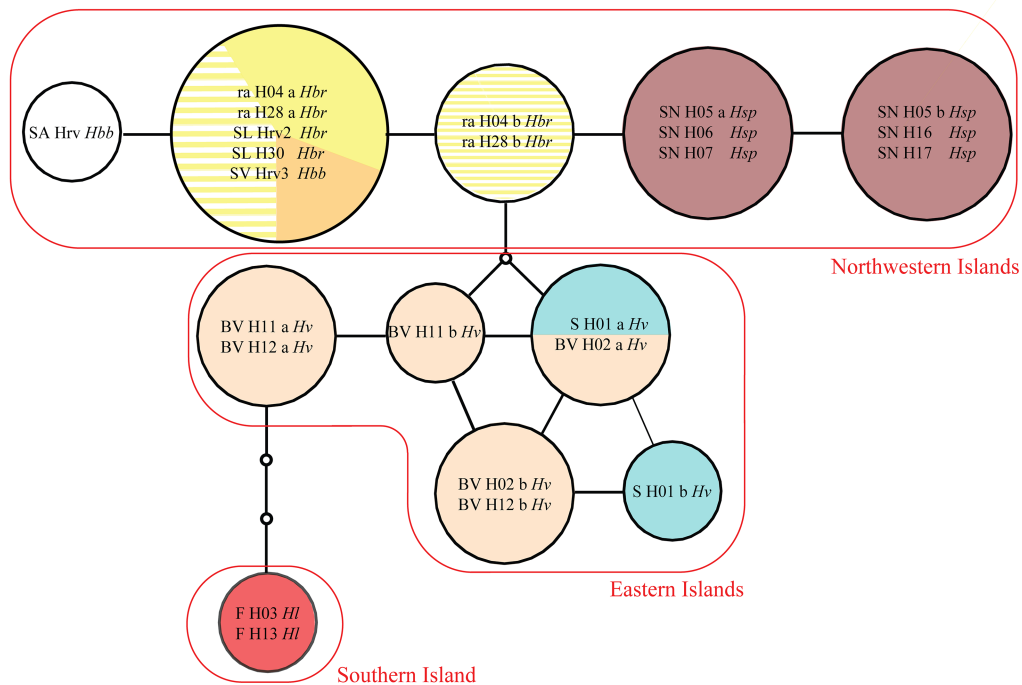 SA Hrv Hbb
ra H04 a Hbr
ra H28 a Hbr
SL Hrv2 Hbr
SL H30 Hbr
SV Hrv3 Hbb
ra H04 b Hbr
ra H28 b Hbr
SN H05 a Hsp
SN H06 Hsp
SN H07 Hsp
SN H05 b Hsp
SN H16 Hsp
SN H17 Hsp
Northwestern Islands
BV H11 a Hv
BV H12 a Hv
BV H11 b Hv
S H01 a Hv
BV H02 a Hv
BV H02 b Hv
BV H12 b Hv
S H01 b Hv
Eastern Islands
F H03 Hl
F H13 Hl
Southern Island